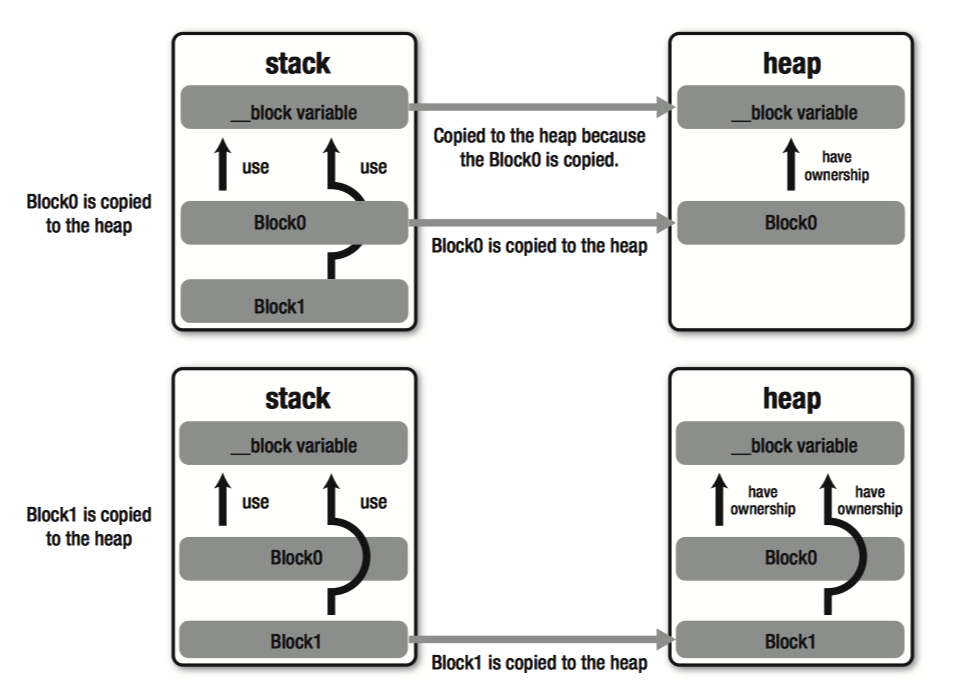 stack
heap
__block variable
__block variable
Copied to the heap because
the Block0 is copied.
use
use
have
ownership
Block0 is copied
to the heap
Block0
Block0
Block0 is copied to the heap
Block1
stack
heap
__block variable
__block variable
use
use
have
ownership
have
ownership
Block1 is copied
to the heap
Block0
Block0
Block1
Block1
Block1 is copied to the heap